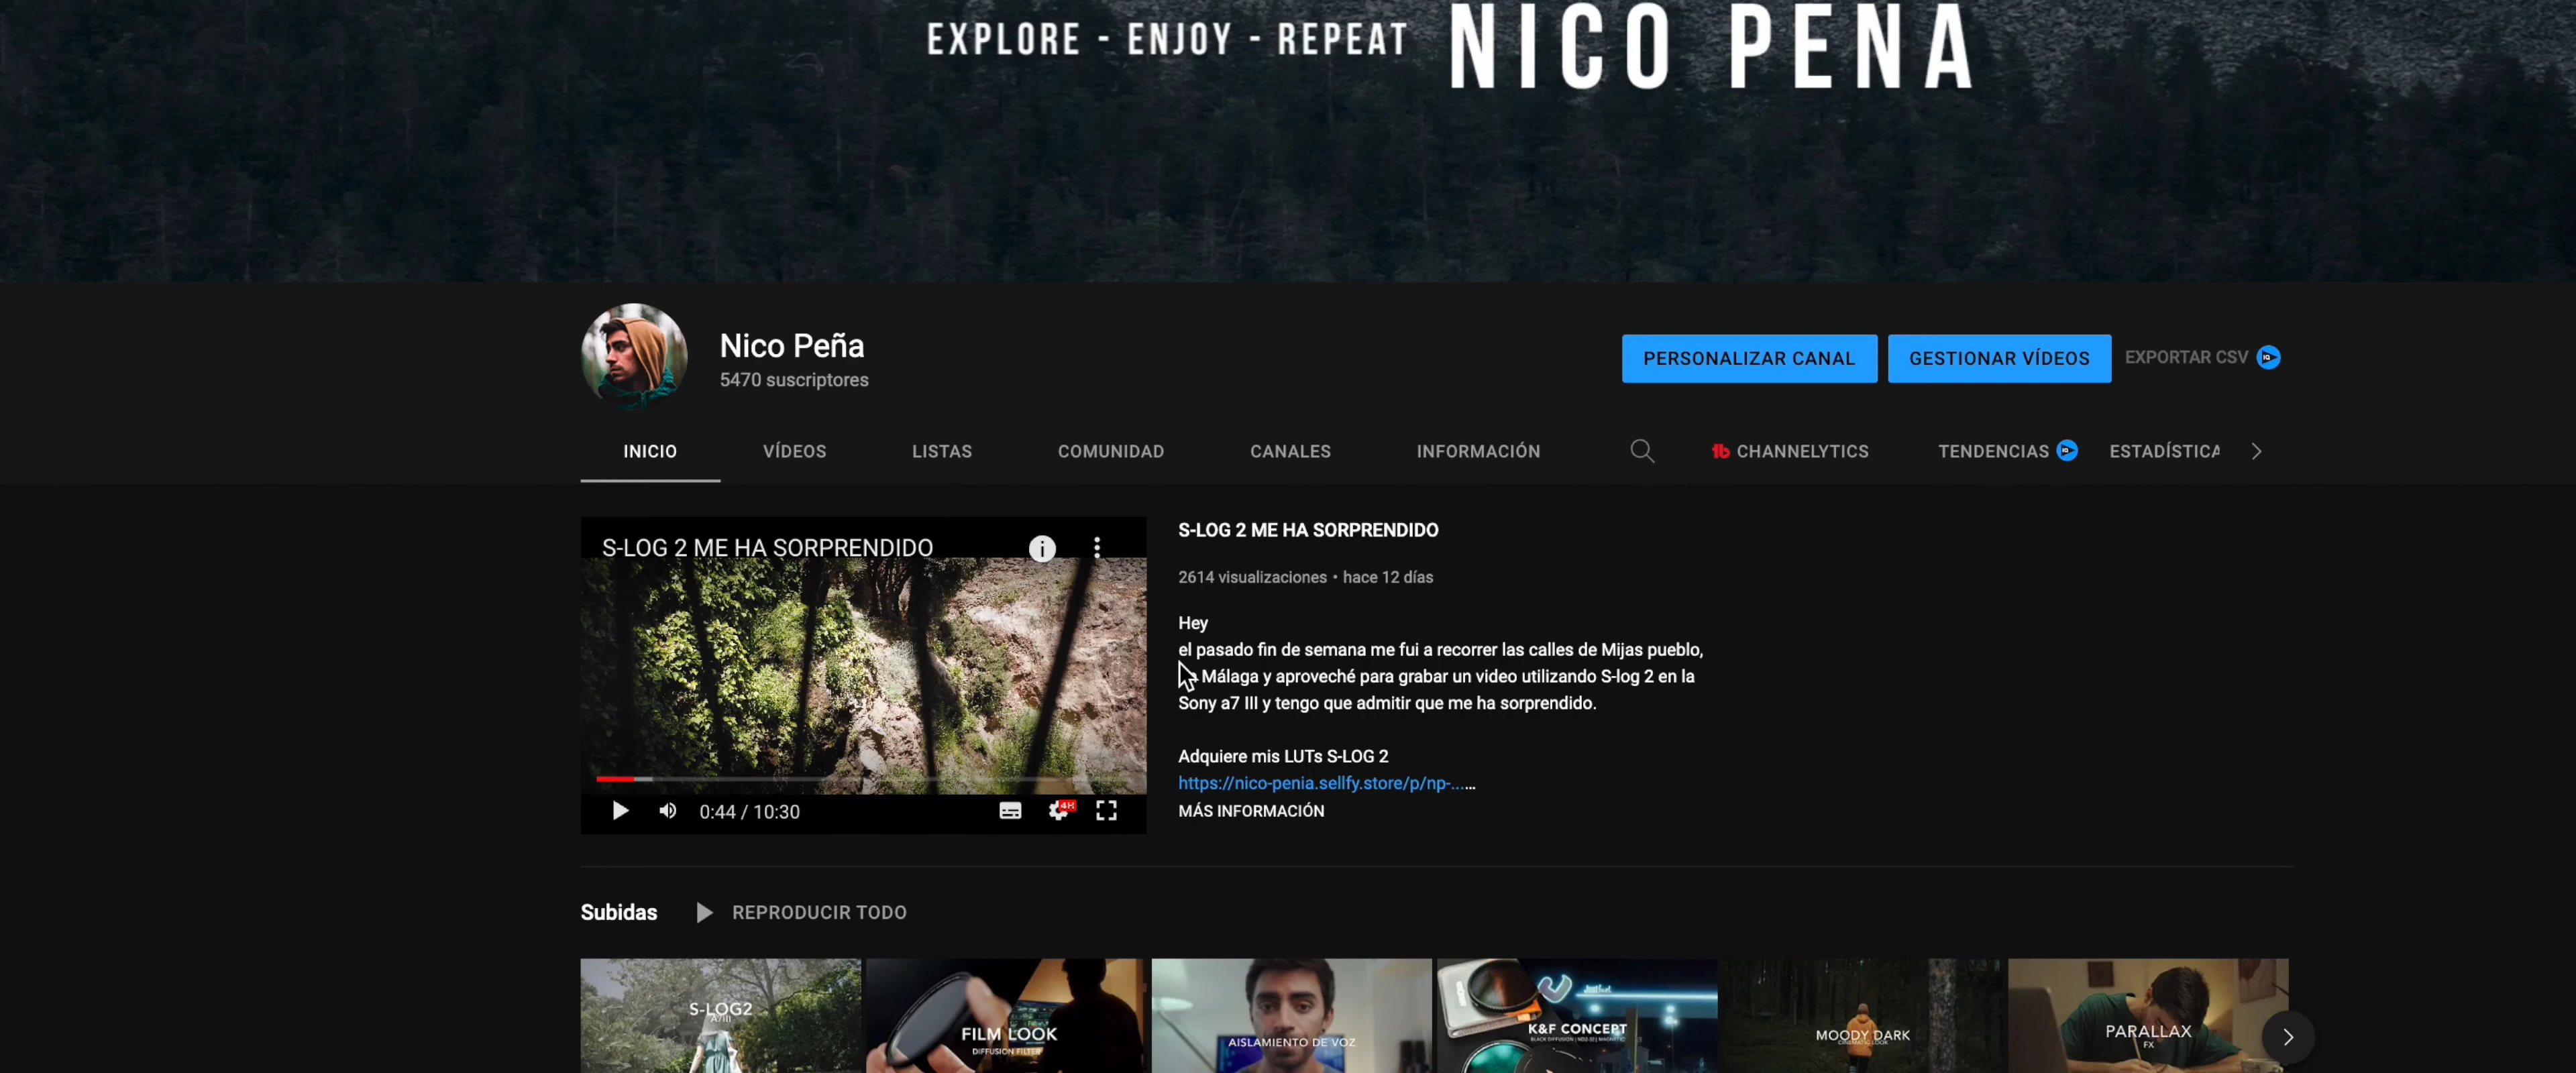 EXPLORE - ENJOY - REPEAT NICO PEÑA
Nico Peña
5470 suscriptores
PERSONALIZAR CANAL
GESTIONAR VÍDEOS
EXPORTAR CSV
INICIO
VÍDEOS
LISTAS
COMUNIDAD
CANALES
INFORMACIÓN
CHANNELYTICS
TENDENCIAS
ESTADÍSTICA
S-LOG 2 ME HA SORPRENDIDO
0:44 / 10:30
S-LOG 2 ME HA SORPRENDIDO
2614 visualizaciones • hace 12 días
Hey
el pasado fin de semana me fui a recorrer las calles de Mijas pueblo,
Málaga y aproveché para grabar un video utilizando S-log 2 en la
Sony a7 III y tengo que admitir que me ha sorprendido.
Adquiere mis LUTs S-LOG 2
https://nico-penia.sellfy.store/p/np-......
MÁS INFORMACIÓN
Subidas
REPRODUCIR TODO
S-LOG2
A7III
FILM LOOK
DIFFUSION FILTER
AISLAMIENTO DE VOZ
K&F CONCEPT
MOODY DARK
CINEMATIC LOOK
PARALLAX
FX